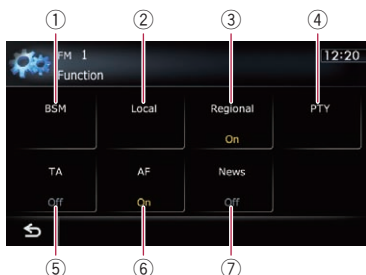 ① ② ③ ④
FM 1 12:20
Function
BSM Local Regional PTY
On
TA AF News
Off On Off
⑤ ⑥ ⑦